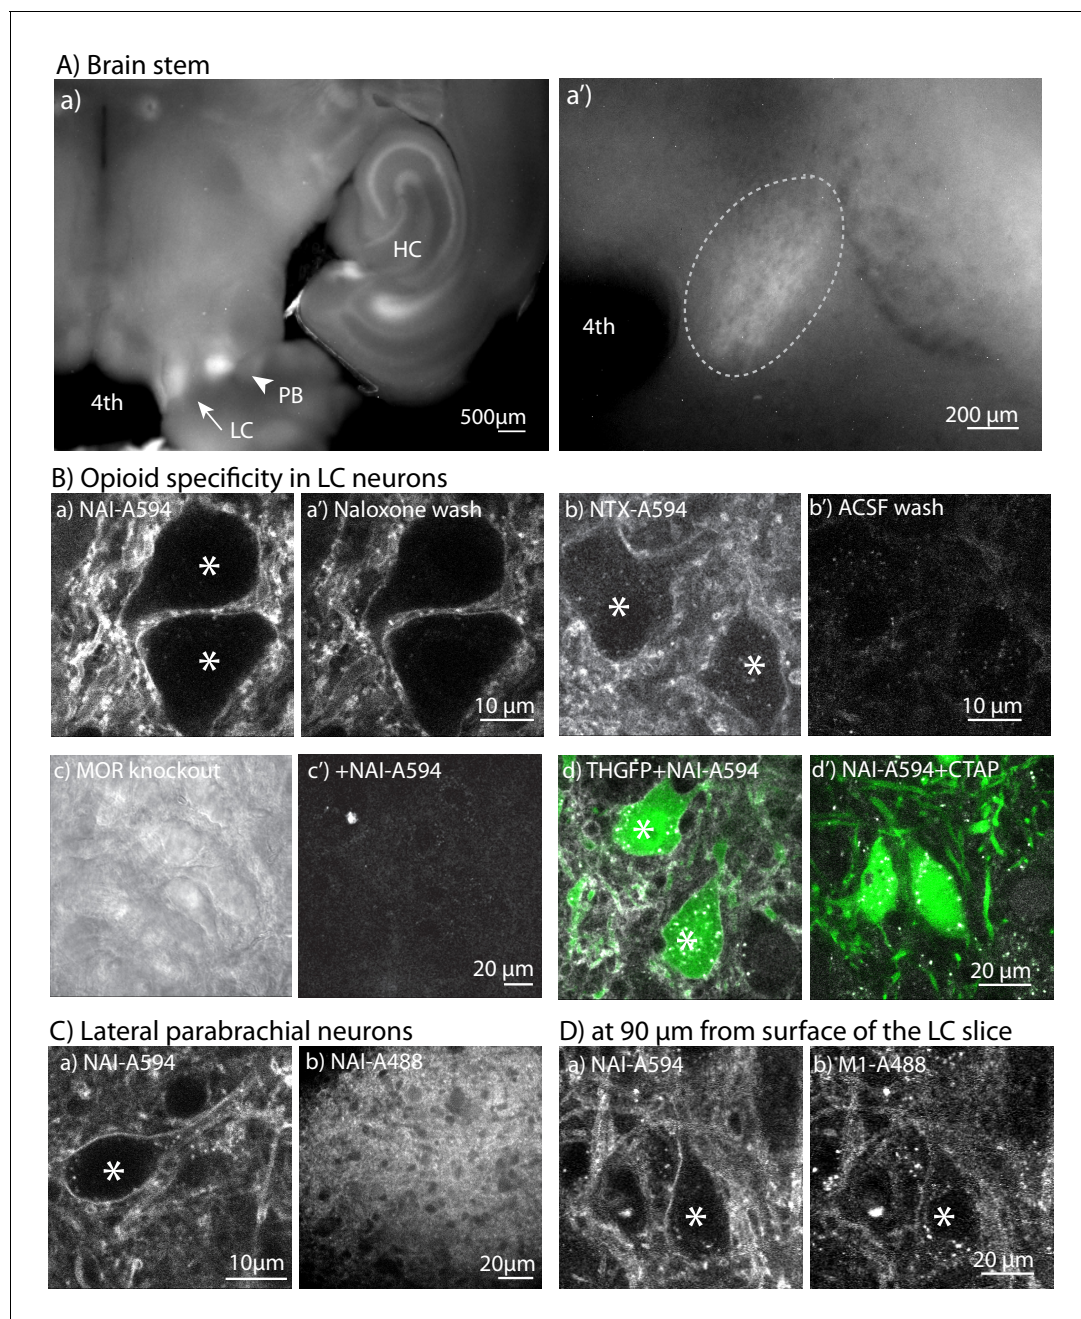 A) Brain stem
a)
HC
PB
LC
4th
500µm
a')
4th
200 µm
B) Opioid specificity in LC neurons
a) NAI-A594
*
*
a') Naloxone wash
10 µm
b) NTX-A594
*
*
b') ACSF wash
10 µm
c) MOR knockout
c') +NAI-A594
20 µm
d) THGFP+NAI-A594
*
*
d') NAI-A594+CTAP
20 µm
C) Lateral parabrachial neurons
a) NAI-A594
*
10µm
b) NAI-A488
20µm
D) at 90 µm from surface of the LC slice
a) NAI-A594
*
b) M1-A488
*
20 µm